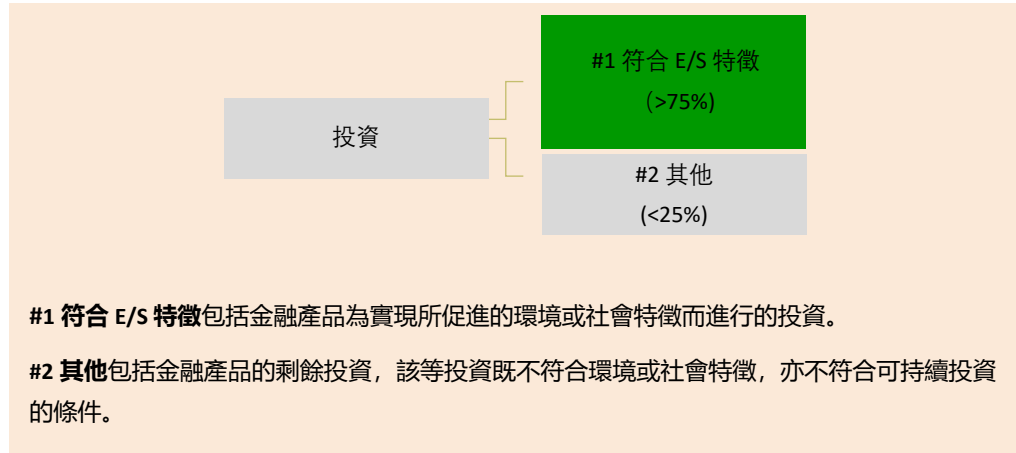 #1 符合 E/S 特徵
（>75%)
投資
#2 其他
(<25%)
#1 符合 E/S 特徵包括金融產品為實現所促進的環境或社會特徵而進行的投資。
#2 其他包括金融產品的剩餘投資，該等投資既不符合環境或社會特徵，亦不符合可持續投資
的條件。